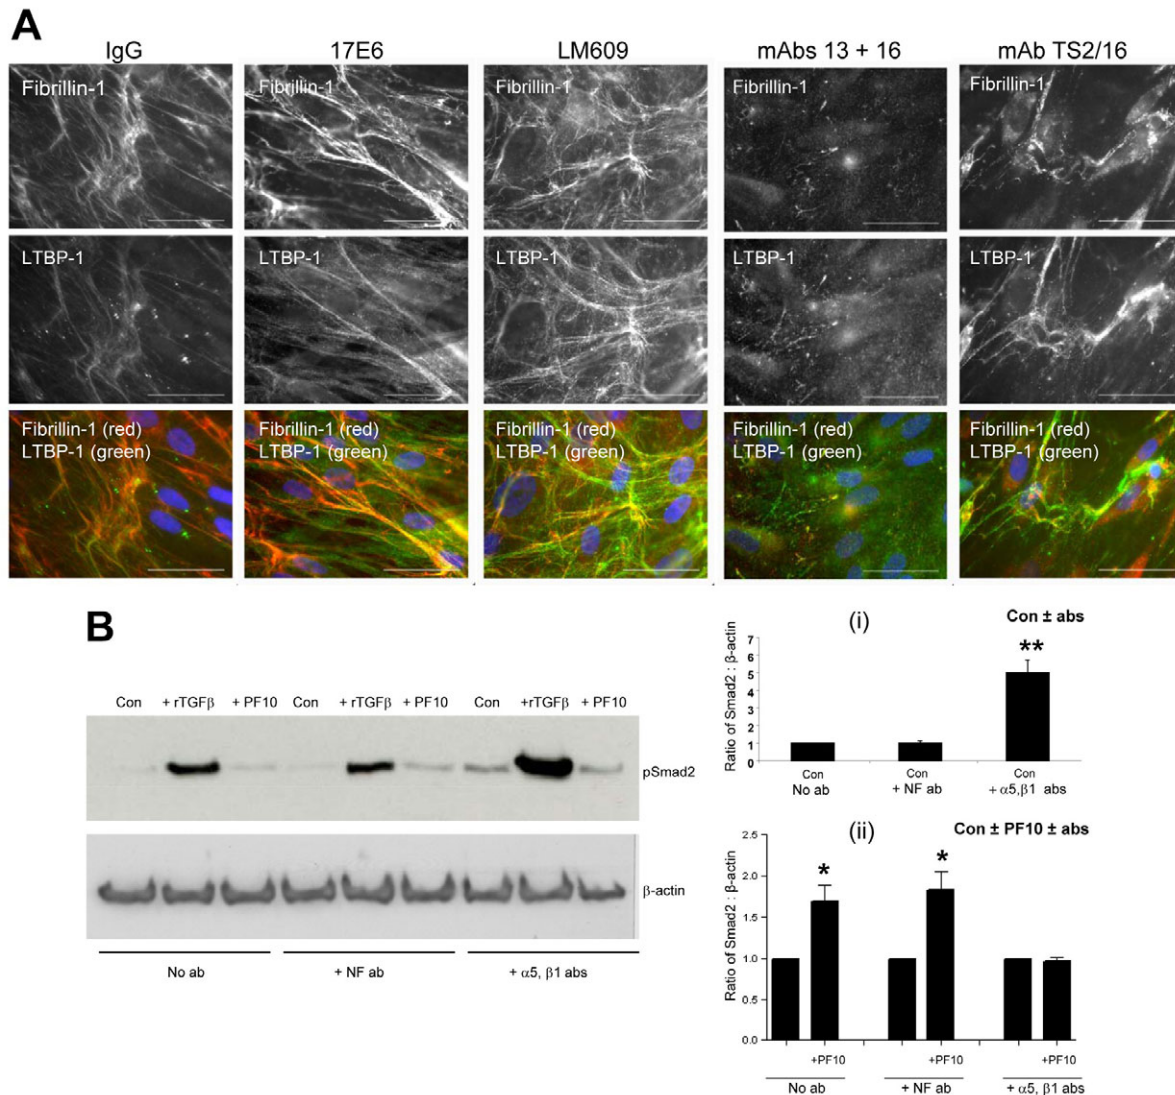 A
IgG
17E6
LM609
mAbs 13 + 16
mAb TS2/16
Fibrillin-1
Fibrillin-1
Fibrillin-1
Fibrillin-1
Fibrillin-1
LTBP-1
LTBP-1
LTBP-1
LTBP-1
LTBP-1
Fibrillin-1 (red)
LTBP-1 (green)
Fibrillin-1 (red)
LTBP-1 (green)
Fibrillin-1 (red)
LTBP-1 (green)
Fibrillin-1 (red)
LTBP-1 (green)
Fibrillin-1 (red)
LTBP-1 (green)
B
Con + rTGFβ + PF10 Con + rTGFβ + PF10 Con +rTGFβ + PF10
pSmad2
β-actin
No ab
+ NF ab
+ α5, β1 abs
(i)
Con ± abs
Ratio of Smad2 : β-actin
7
6
5
4
3
2
1
0
**
Con
No ab
Con
+ NF ab
Con
+ α5,β1 abs
(ii)
Con ± PF10 ± abs
Ratio of Smad2 : β-actin
2.5
2.0
1.5
1.0
0.5
0.0
*
*
+PF10
+PF10
+PF10
No ab
+ NF ab
+ α5, β1 abs